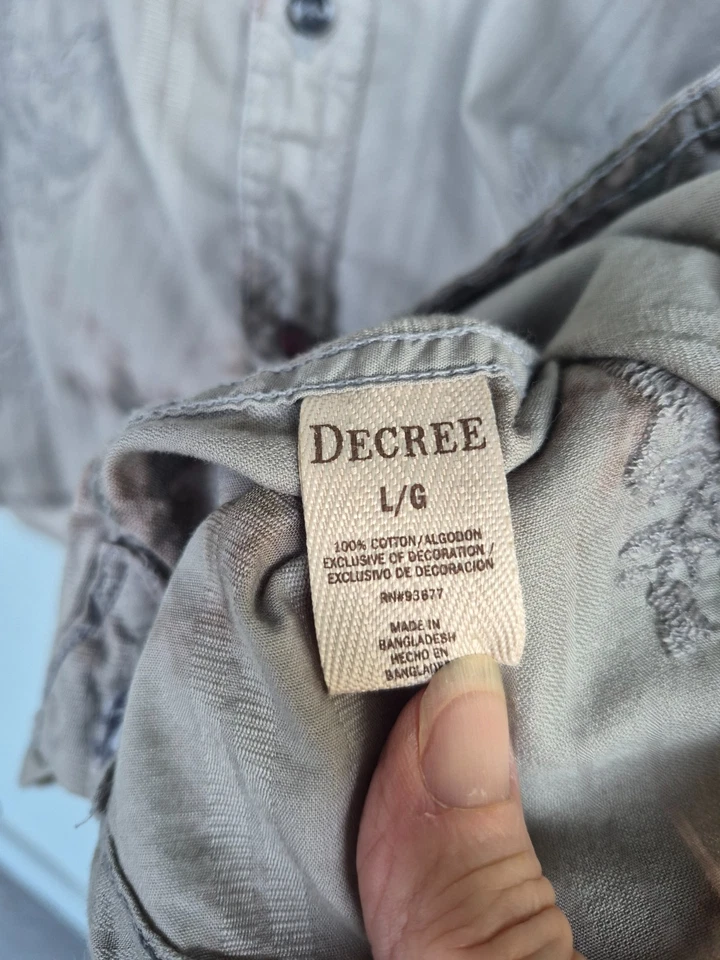 DECREE
L/G
100% COTTON/ALGODON
EXCLUSIVE OF DECORATION/
EXCLUSIVO DE DECORACION
RN#93677
MADE IN
BANGLADESH
HECHO EN